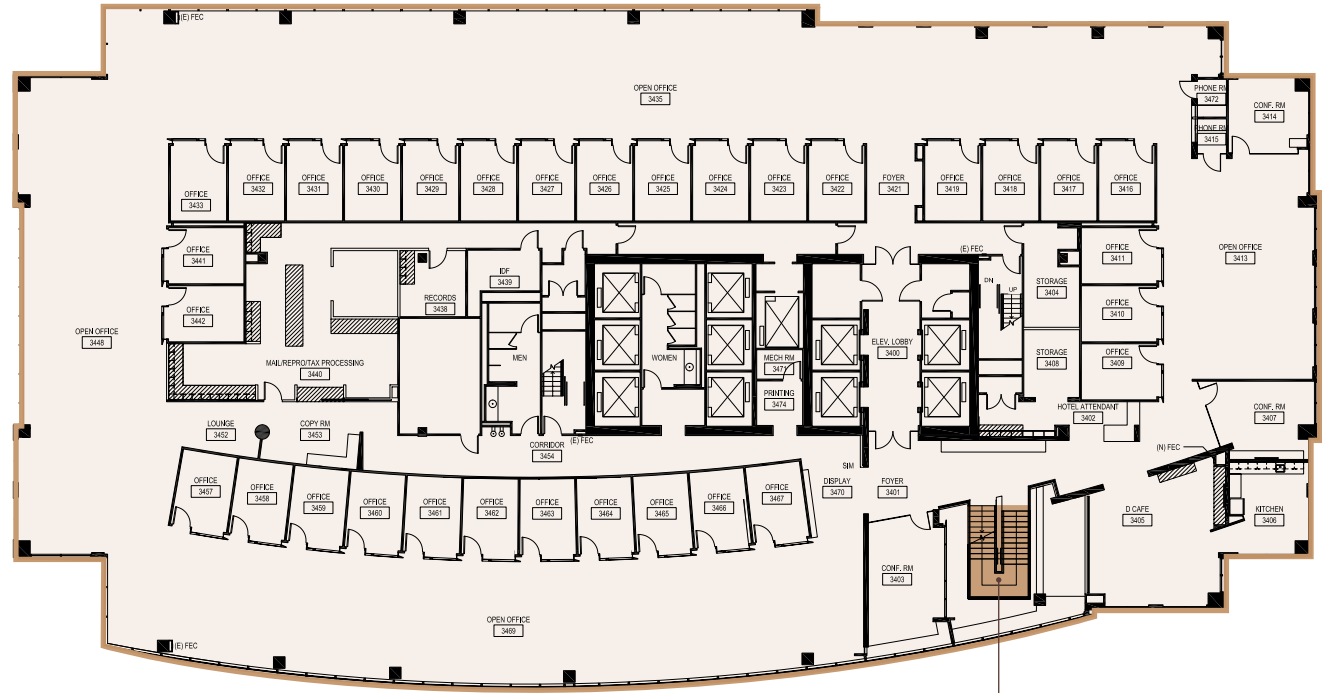 (E) FEC
OPEN OFFICE
3435
PHONE RM
3472
CONF. RM
3414
PHONE RM
3415
OFFICE
3433
OFFICE
3432
OFFICE
3431
OFFICE
3430
OFFICE
3429
OFFICE
3428
OFFICE
3427
OFFICE
3426
OFFICE
3425
OFFICE
3424
OFFICE
3423
OFFICE
3422
FOYER
3421
OFFICE
3419
OFFICE
3418
OFFICE
3417
OFFICE
3416
OFFICE
3441
(E) FEC
OFFICE
3411
OPEN OFFICE
3413
IDF
3439
DN
UP
STORAGE
3404
RECORDS
3438
OFFICE
3442
OFFICE
3410
OPEN OFFICE
3448
MAIL/REPRO/TAX PROCESSING
3440
MEN
WOMEN
MECH RM
3471
ELEV. LOBBY
3400
STORAGE
3408
OFFICE
3409
PRINTING
3474
HOTEL ATTENDANT
3402
CONF. RM
3407
LOUNGE
3452
COPY RM
3453
(E) FEC
CORRIDOR
3454
(N) FEC
SIM
DISPLAY
3470
FOYER
3401
OFFICE
3457
OFFICE
3458
OFFICE
3459
OFFICE
3460
OFFICE
3461
OFFICE
3462
OFFICE
3463
OFFICE
3464
OFFICE
3465
OFFICE
3466
OFFICE
3467
D CAFE
3405
KITCHEN
3406
CONF. RM
3403
OPEN OFFICE
3469
(E) FEC